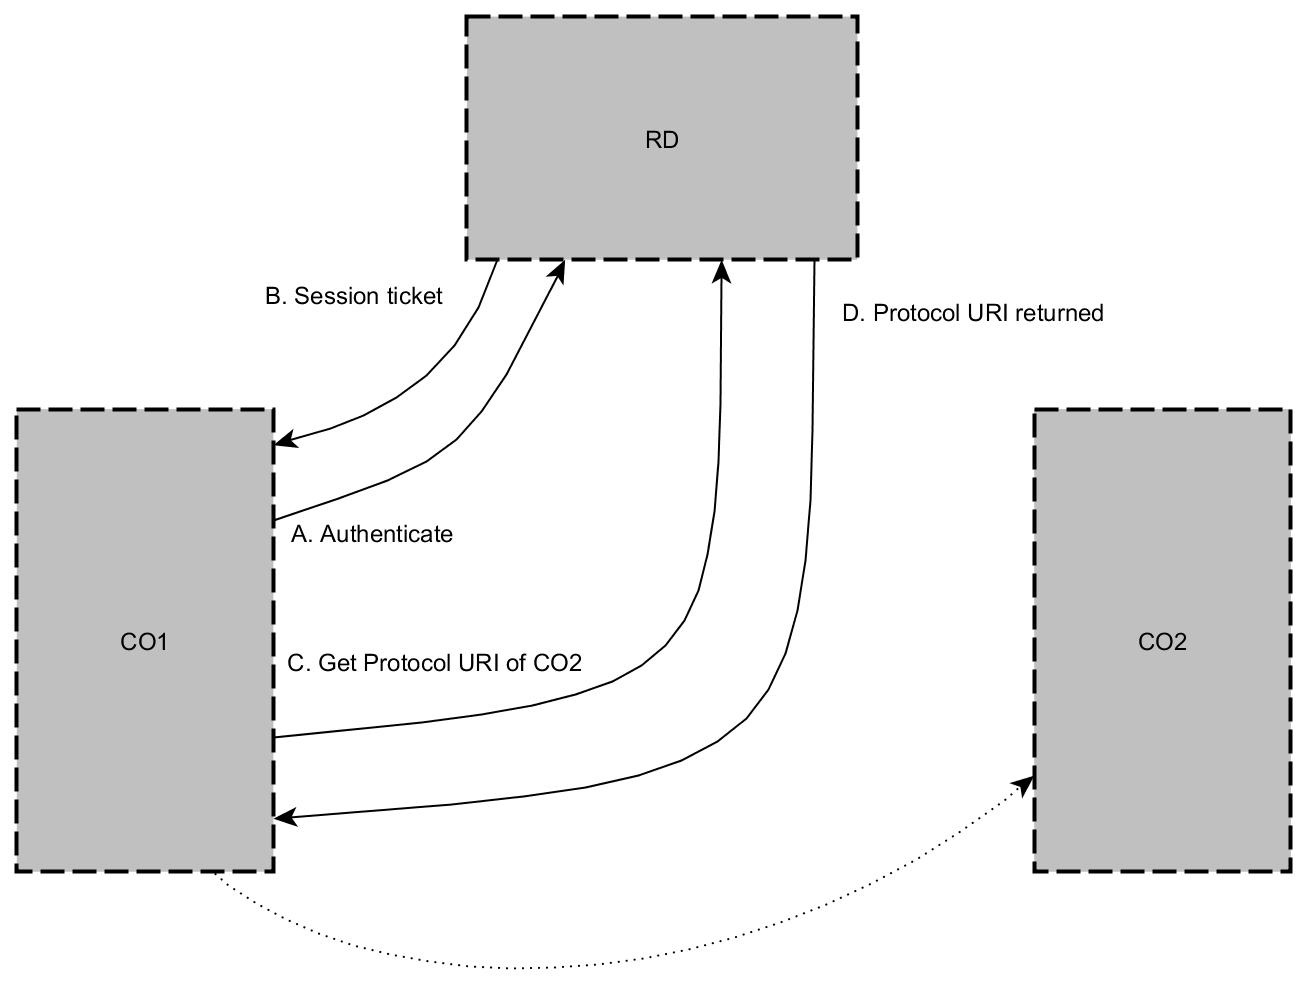 RD
B. Session ticket
D. Protocol URI returned
A. Authenticate
CO1
CO2
C. Get Protocol URI of CO2